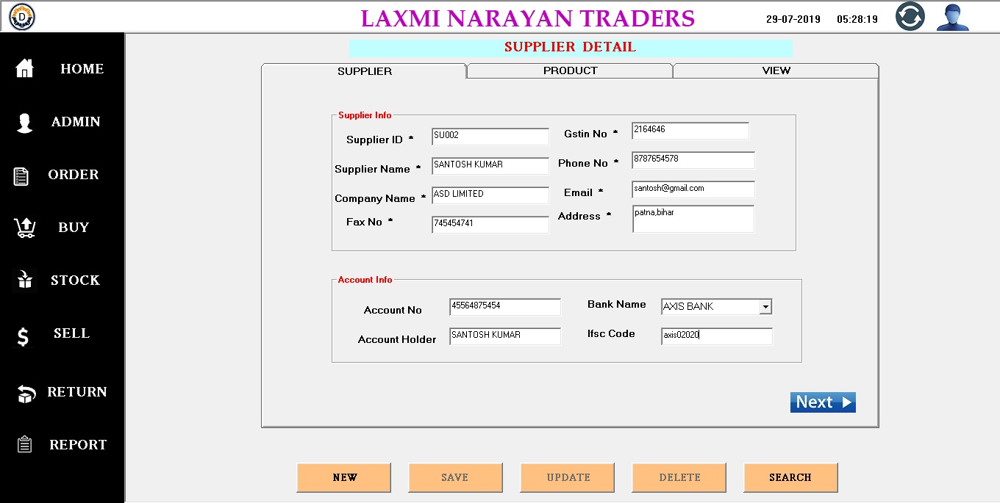 D
LAXMI NARAYAN TRADERS
29-07-2019 05:28:19
SUPPLIER DETAIL
HOME
ADMIN
ORDER
BUY
STOCK
SELL
RETURN
REPORT
SUPPLIER PRODUCT VIEW
Supplier Info
Supplier ID * SU002 Gstin No * 2164646
Supplier Name * SANTOSH KUMAR Phone No * 8787654578
Company Name * ASD LIMITED Email * santosh@gmail.com
Fax No * 745454741 Address * patna,bihar
Account Info
Account No 45564875454 Bank Name AXIS BANK
Account Holder SANTOSH KUMAR Ifsc Code axis02020
Next
NEW SAVE UPDATE DELETE SEARCH